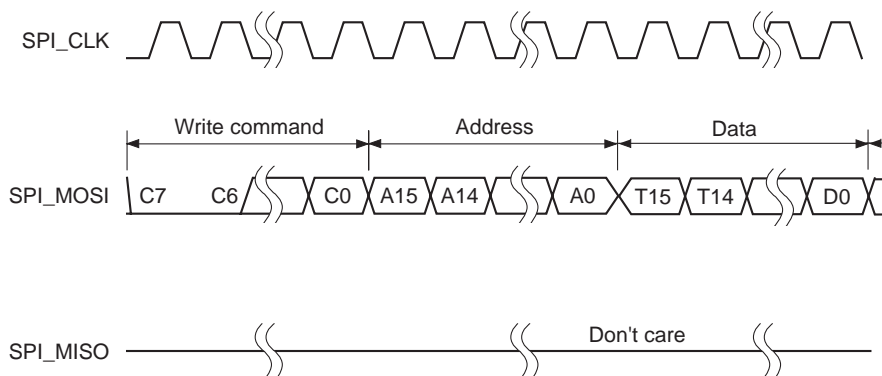 SPI_CLK
Write command Address Data
SPI_MOSI C7 C6 C0 A15 A14 A0 T15 T14 D0
Don't care
SPI_MISO